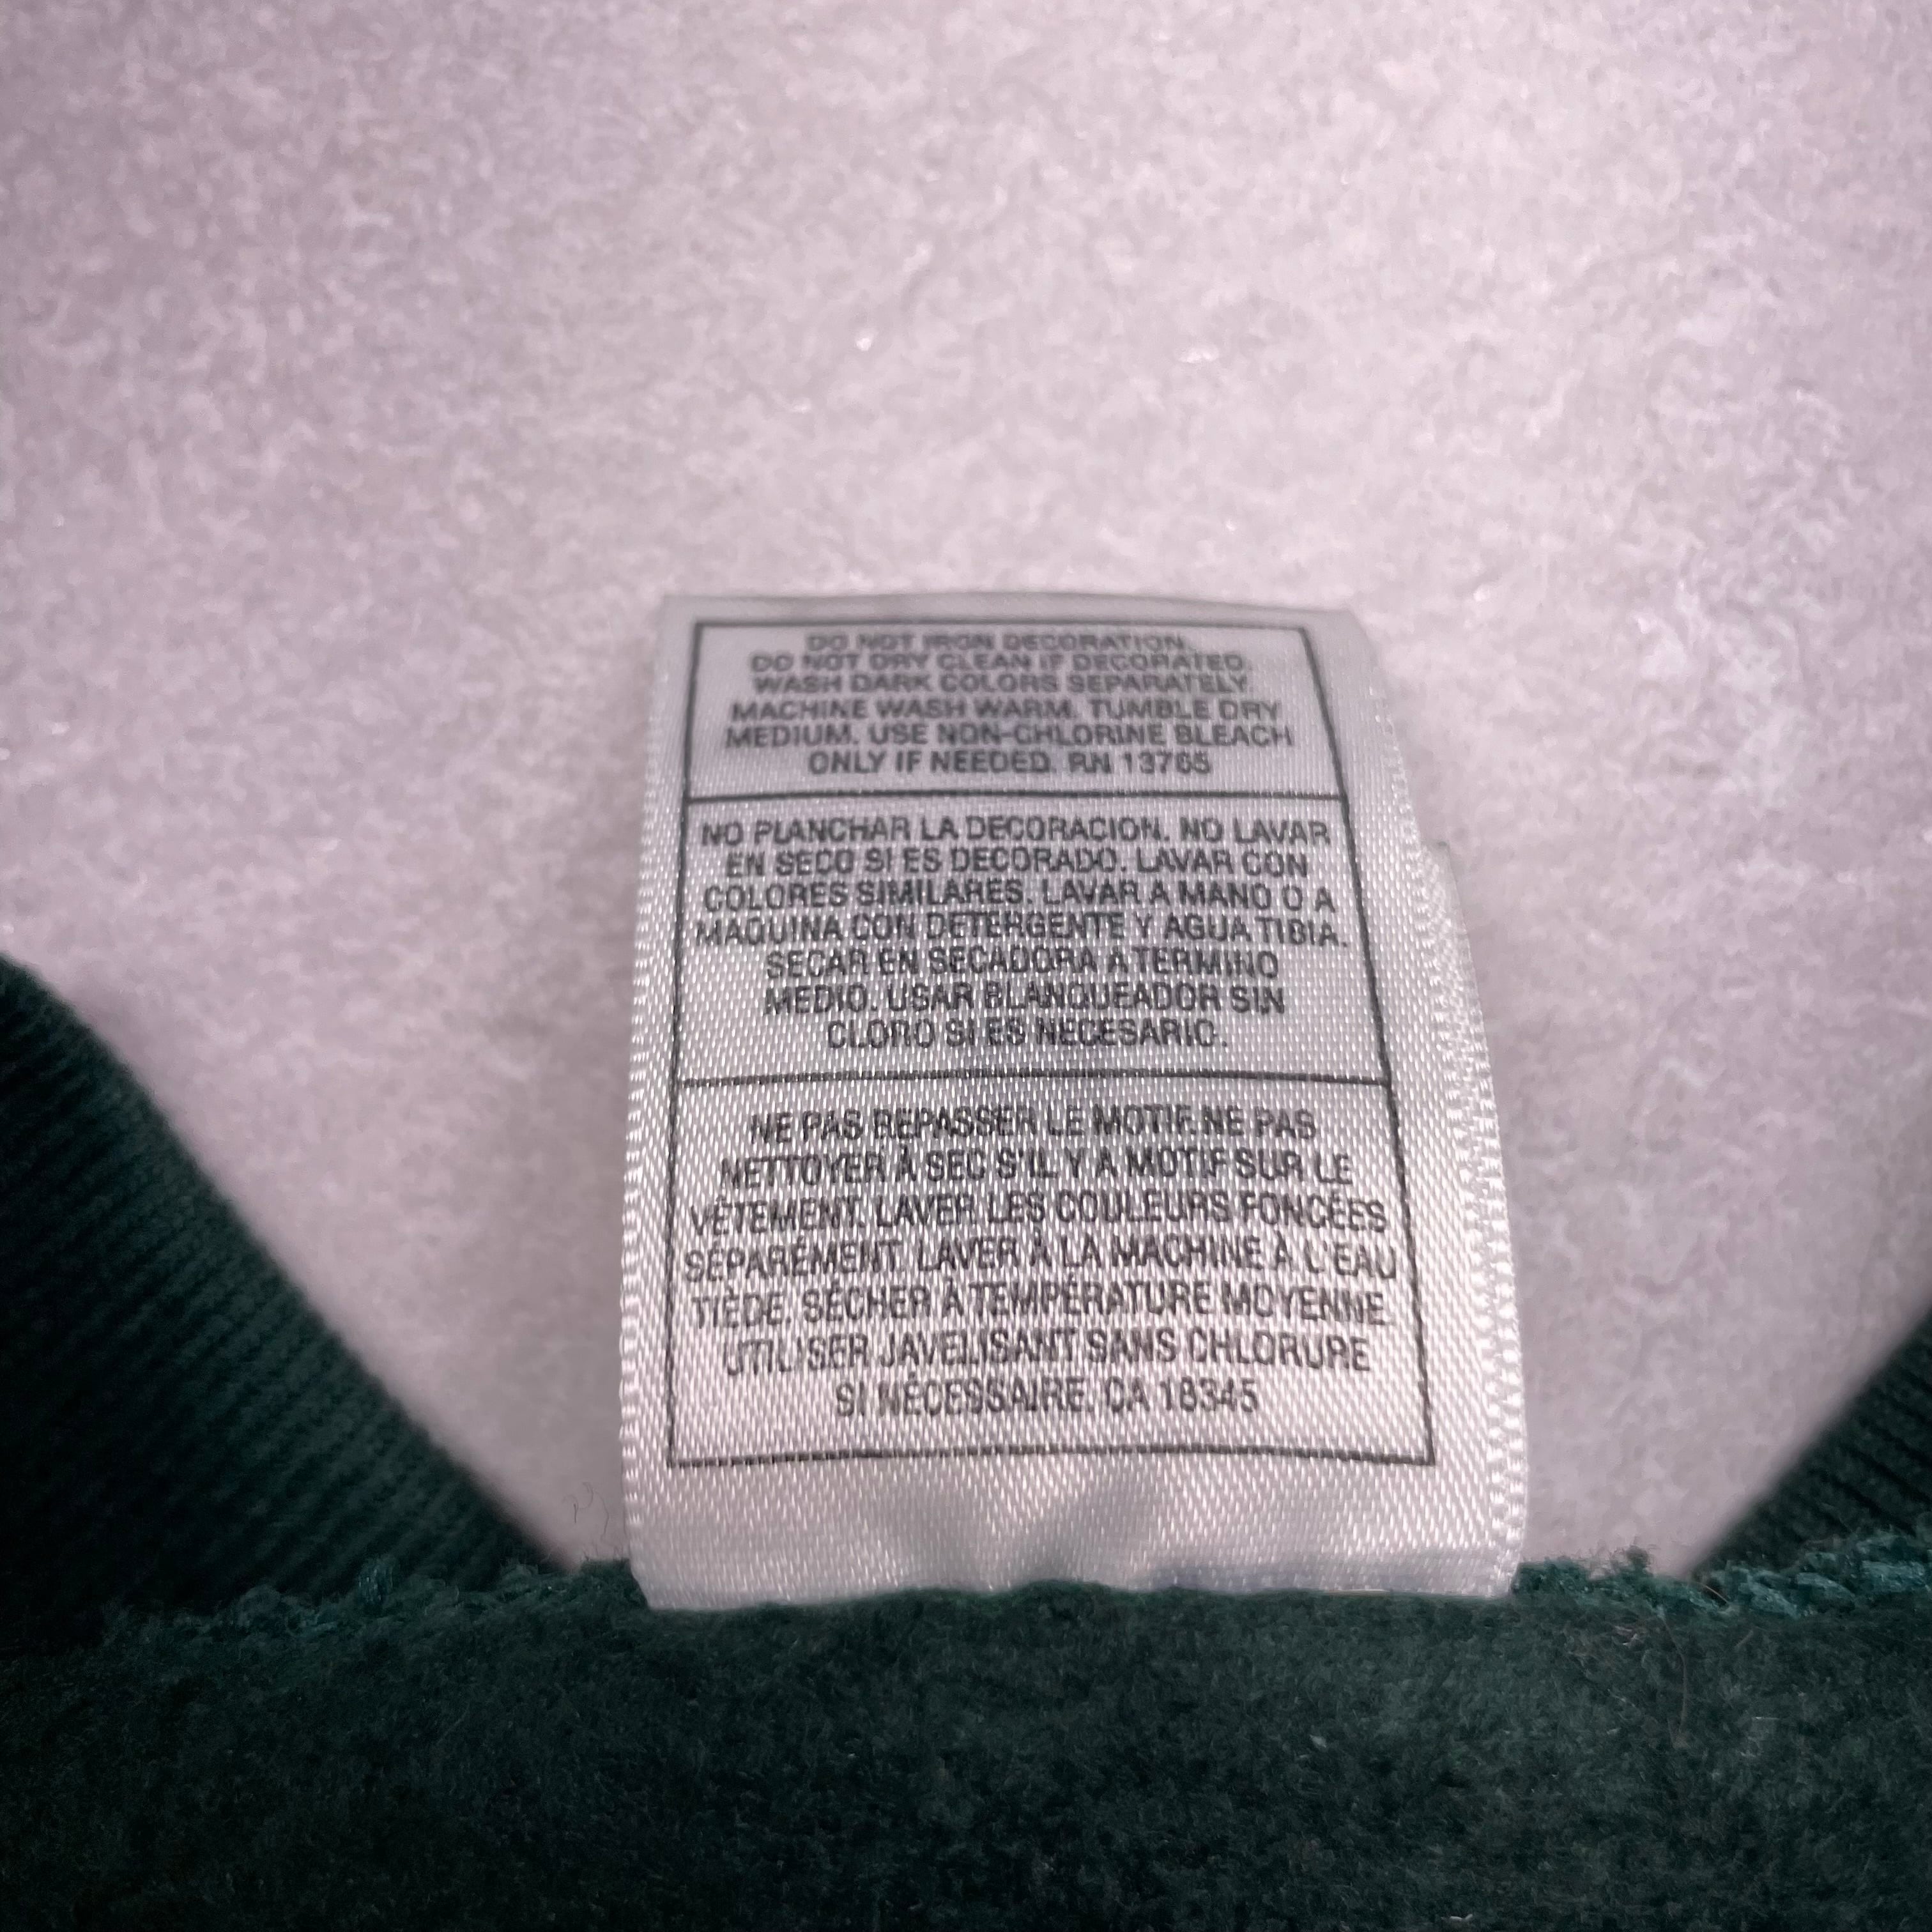 DO NOT IRON DECORATION.
DO NOT DRY CLEAN IF DECORATED.
WASH DARK COLORS SEPARATELY.
MACHINE WASH WARM. TUMBLE DRY
MEDIUM. USE NON-CHLORINE BLEACH
ONLY IF NEEDED. RN 13765
NO PLANCHAR LA DECORACION. NO LAVAR
EN SECO SI ES DECORADO. LAVAR CON
COLORES SIMILARES. LAVAR A MANO O A
MAQUINA CON DETERGENTE Y AGUA TIBIA.
SECAR EN SECADORA A TERMINO
MEDIO. USAR BLANQUEADOR SIN
CLORO SI ES NECESARIO.
NE PAS REPASSER LE MOTIF. NE PAS
NETTOYER À SEC S'IL Y A MOTIF SUR LE
VÊTEMENT. LAVER LES COULEURS FONCÉES
SÉPARÉMENT. LAVER À LA MACHINE À L'EAU
TIÈDE. SÉCHER À TEMPÉRATURE MOYENNE.
UTILISER JAVELISANT SANS CHLORURE
SI NÉCESSAIRE. CA 18345